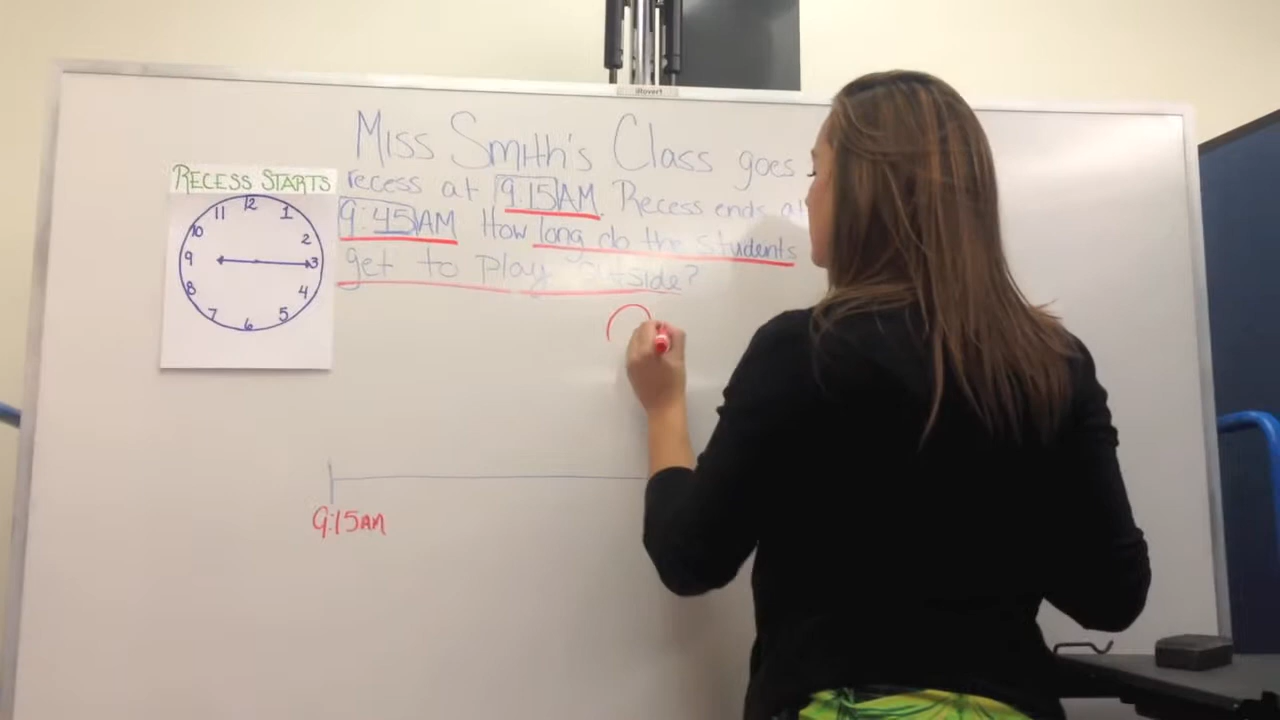 iRover
Miss Smith's Class goes
recess at 9:15AM. Recess ends at
9:45AM How long do the students
get to play outside?
RECESS STARTS
12
11 1
10 2
9 3
8 4
7 5
6
9:15AM